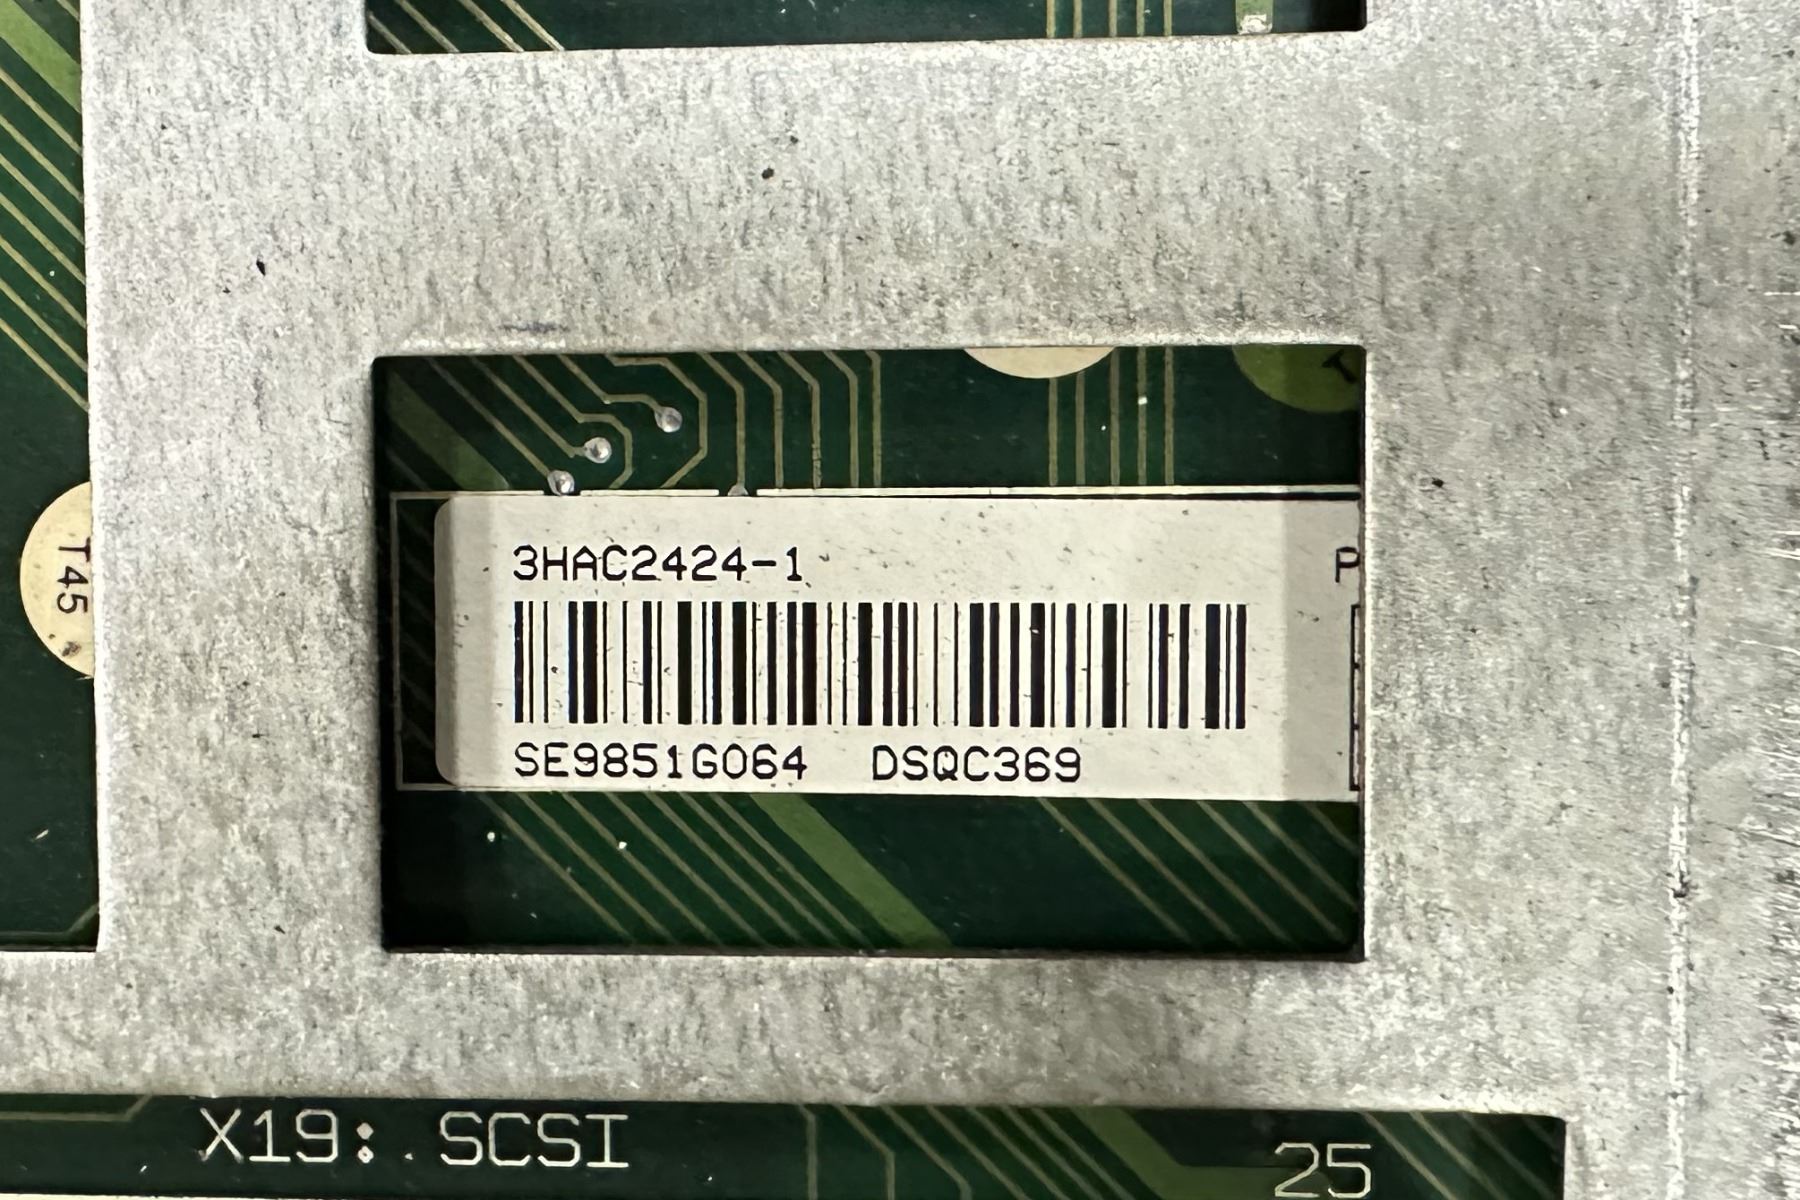 T45
3HAC2424-1
P
SE9851G064 DSQC369
X19: SCSI
25